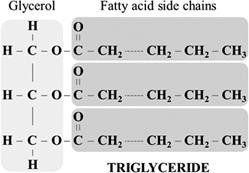 Glycerol Fatty acid side chains
H O
H – C – O – C – CH2 ------ CH2 – CH2 – CH3
O
H – C – O – C – CH2 ------ CH2 – CH2 – CH3
O
H – C – O – C – CH2 ------ CH2 – CH2 – CH3
H
TRIGLYCERIDE